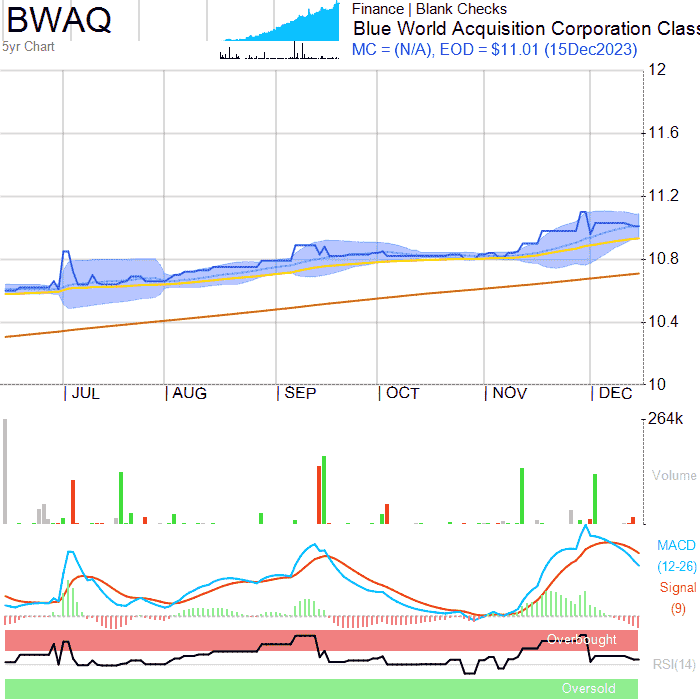 BWAQ
5yr Chart
Finance | Blank Checks
Blue World Acquisition Corporation Class
MC = (N/A), EOD = $11.01 (15Dec2023)
12
11.6
11.2
10.8
10.4
10
JUL AUG SEP OCT NOV DEC
264k
Volume
MACD
(12-26)
Signal
(9)
Overbought
RSI(14)
Oversold